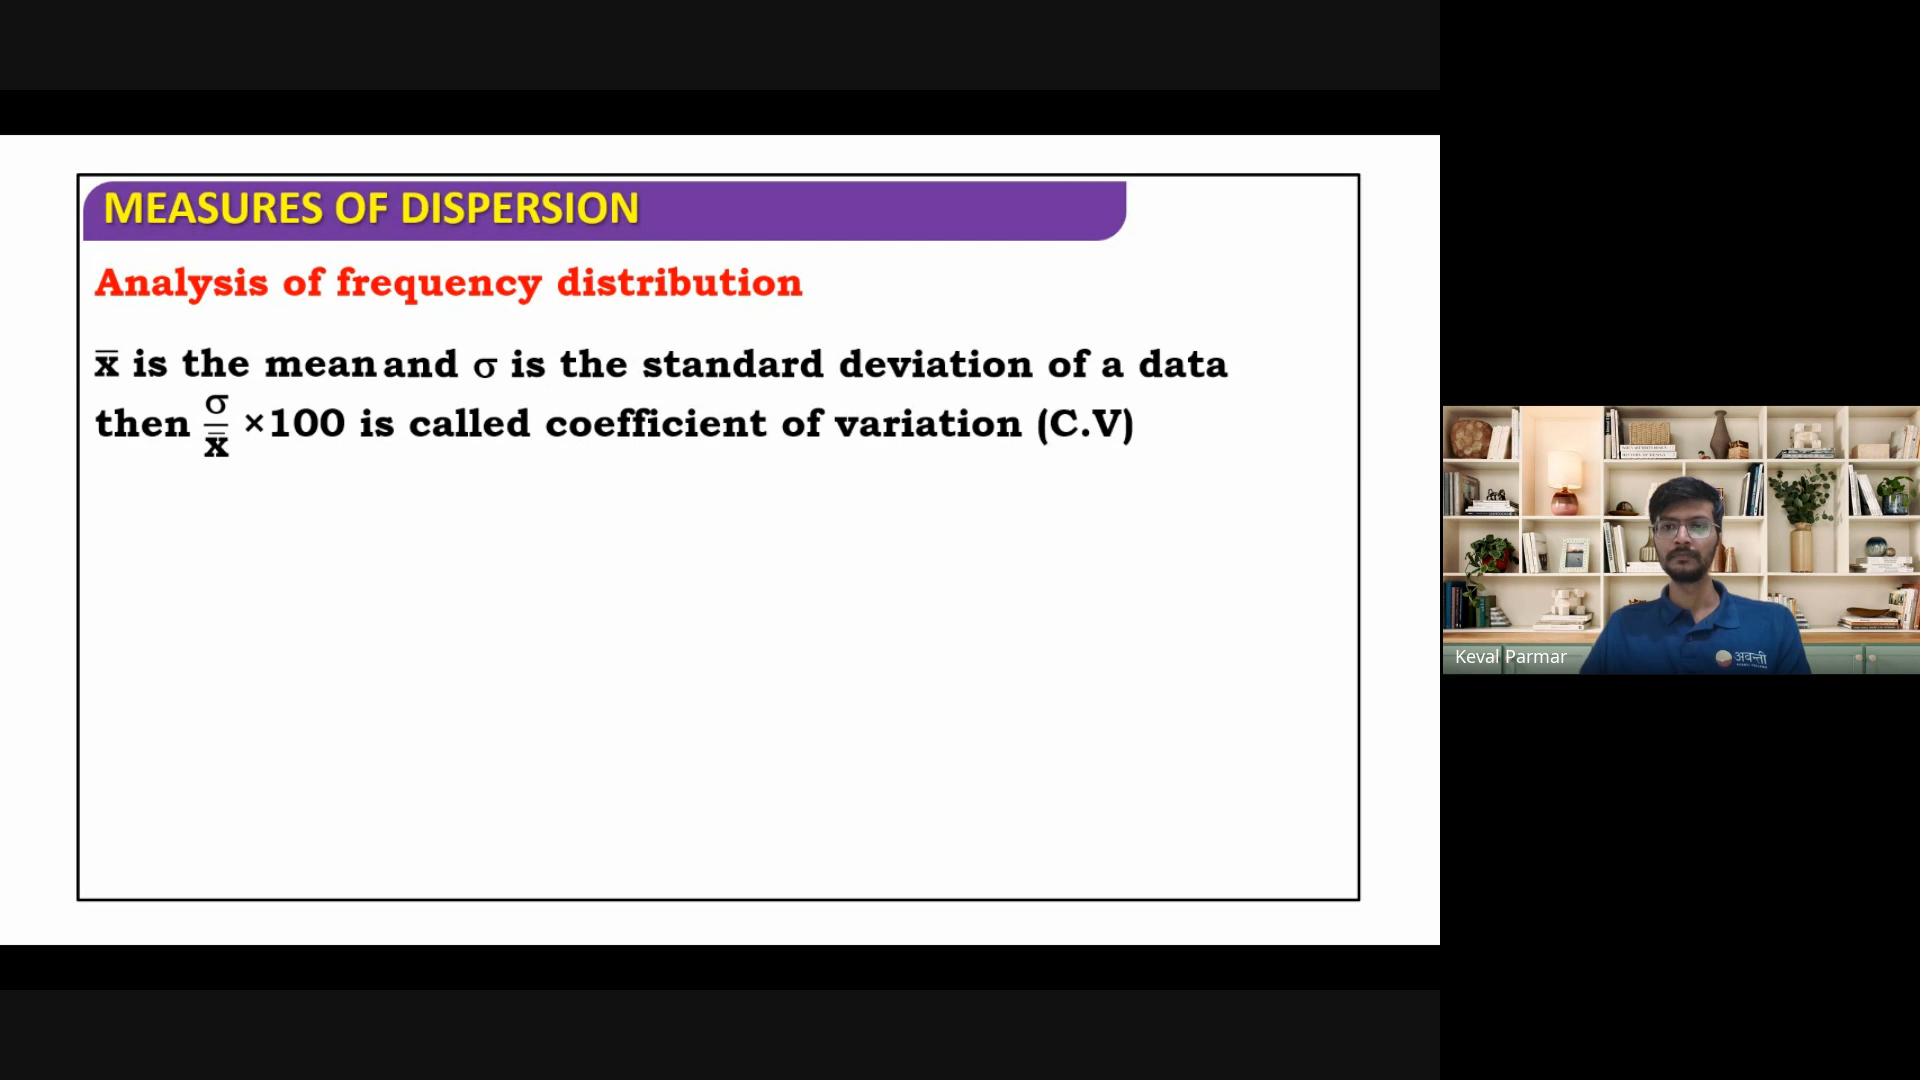 MEASURES OF DISPERSION
Analysis of frequency distribution
x̅ is the mean and σ is the standard deviation of a data
then σ/x̅ ×100 is called coefficient of variation (C.V)
Keval Parmar
अवन्ती